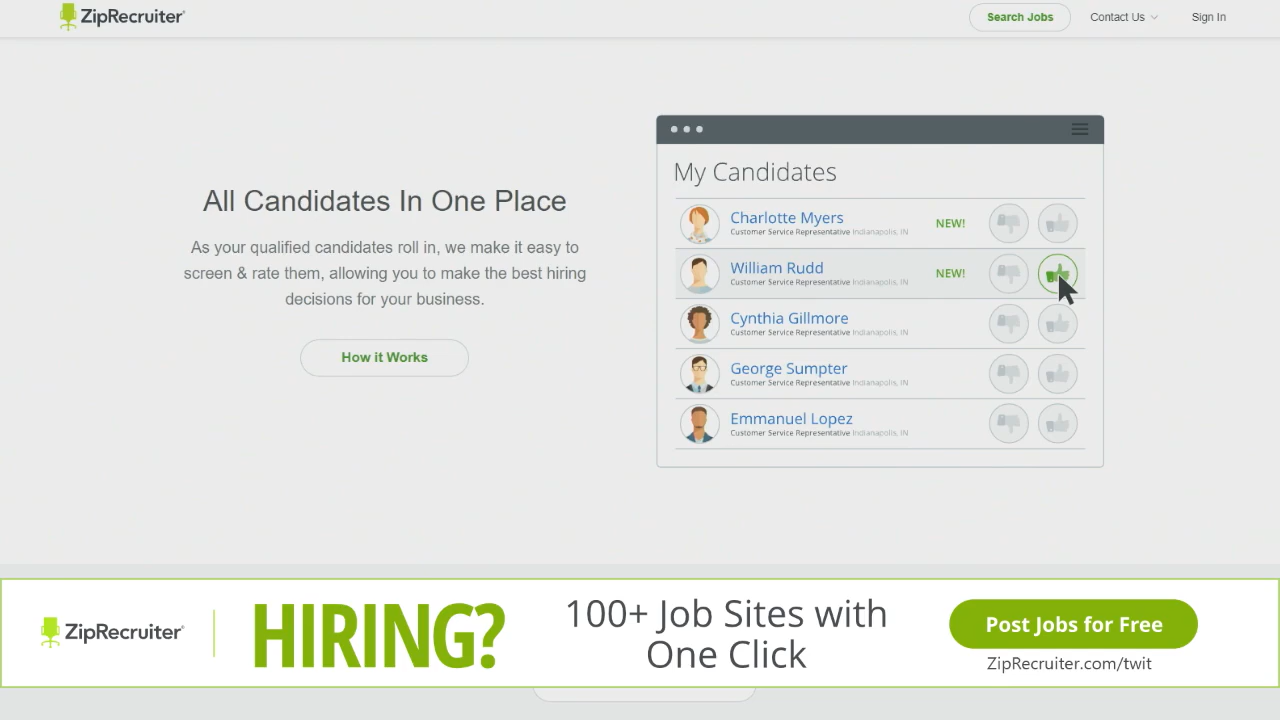 ZipRecruiter
Search Jobs
Contact Us
Sign In
All Candidates In One Place
As your qualified candidates roll in, we make it easy to
screen & rate them, allowing you to make the best hiring
decisions for your business.
How it Works
My Candidates
Charlotte Myers
Customer Service Representative Indianapolis, IN
NEW!
William Rudd
Customer Service Representative Indianapolis, IN
NEW!
Cynthia Gillmore
Customer Service Representative Indianapolis, IN
George Sumpter
Customer Service Representative Indianapolis, IN
Emmanuel Lopez
Customer Service Representative Indianapolis, IN
ZipRecruiter
HIRING?
100+ Job Sites with
One Click
Post Jobs for Free
ZipRecruiter.com/twit